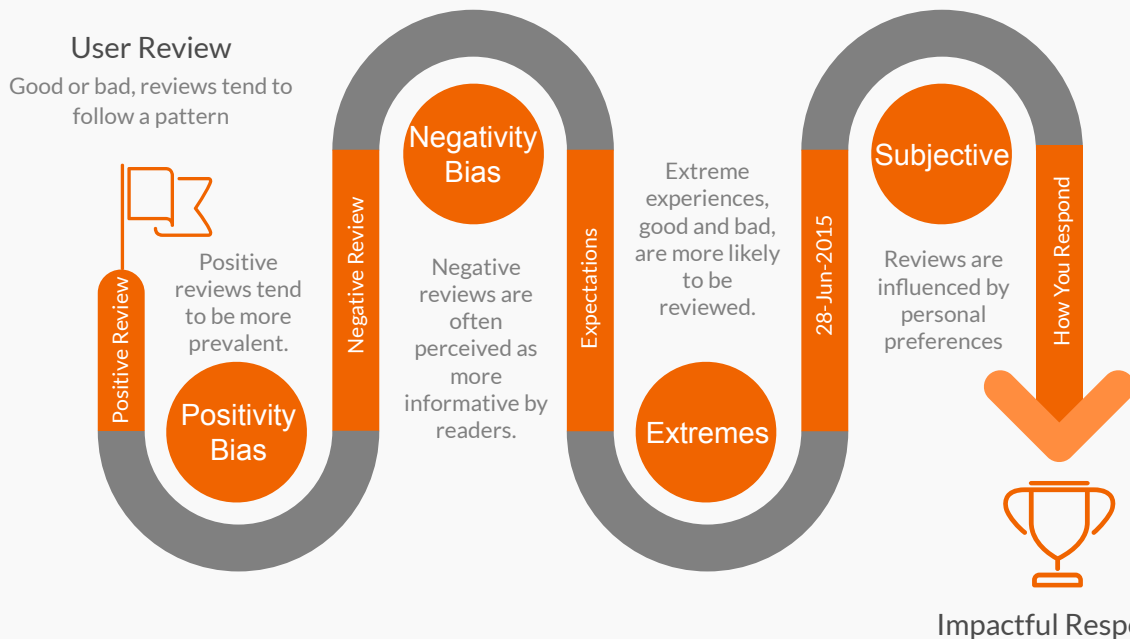 User Review
Good or bad, reviews tend to
follow a pattern
Positive Review
Positive
reviews tend
to be more
prevalent.
Positivity
Bias
Negative Review
Negativity
Bias
Negative
reviews are
often
perceived as
more
informative by
readers.
Expectations
Extreme
experiences,
good and bad,
are more likely
to be
reviewed.
Extremes
28-Jun-2015
Subjective
Reviews are
influenced by
personal
preferences
How You Respond
Impactful